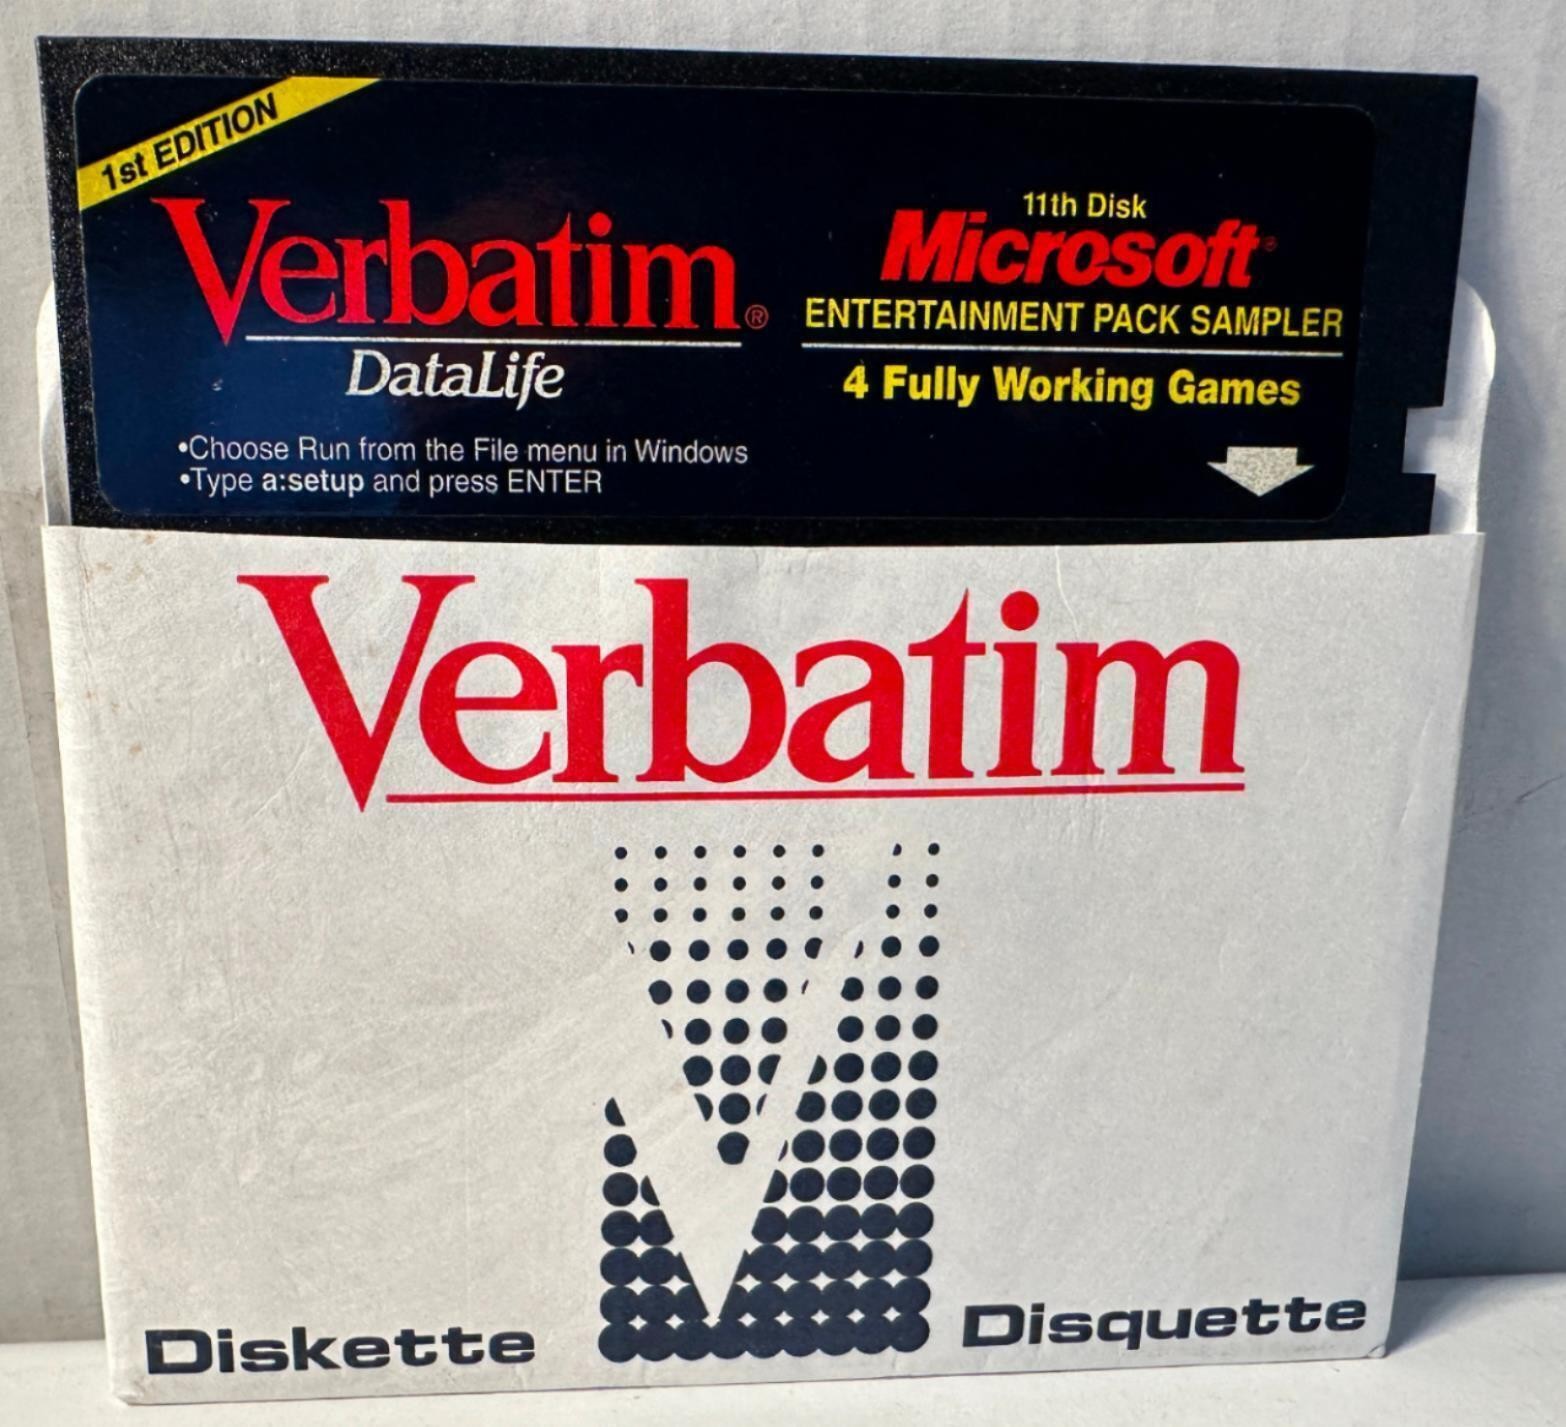 1st EDITION
Verbatim®
DataLife
•Choose Run from the File menu in Windows
•Type a:setup and press ENTER
11th Disk
Microsoft®
ENTERTAINMENT PACK SAMPLER
4 Fully Working Games
Verbatim
Diskette
Disquette